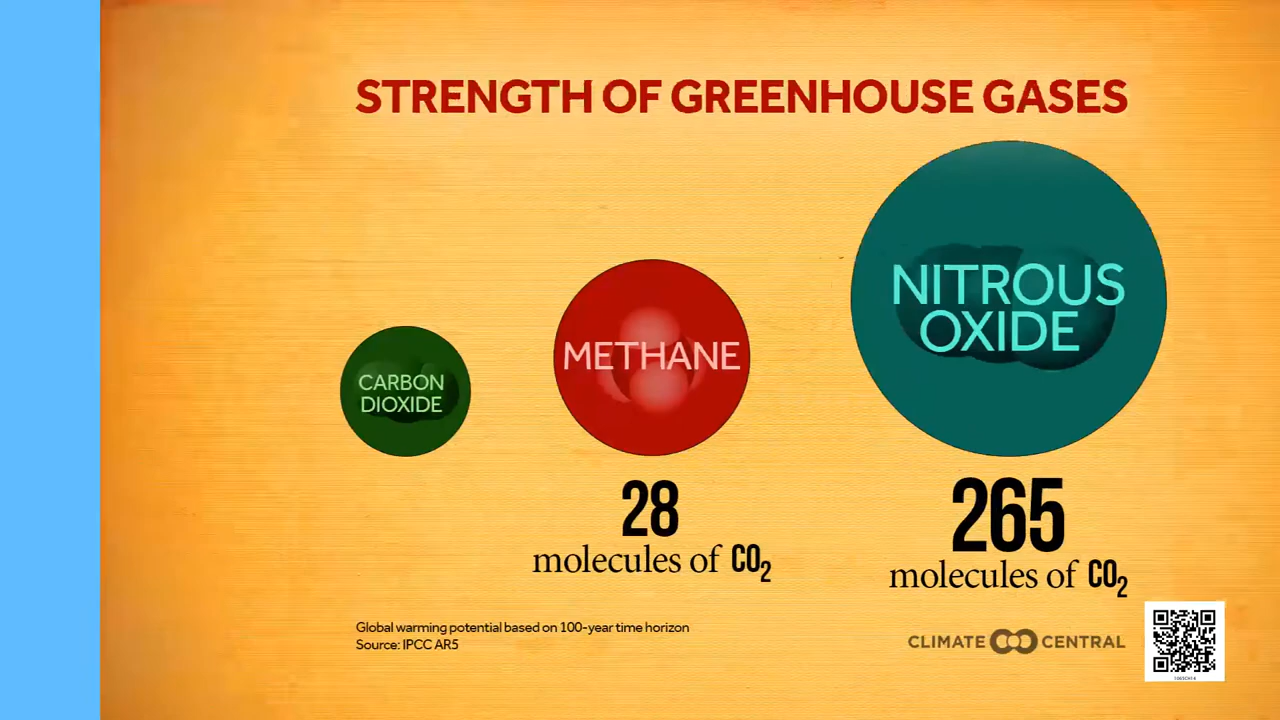 STRENGTH OF GREENHOUSE GASES
CARBON
DIOXIDE
METHANE
NITROUS
OXIDE
28
molecules of CO₂
265
molecules of CO₂
Global warming potential based on 100-year time horizon
Source: IPCC AR5
CLIMATE CENTRAL